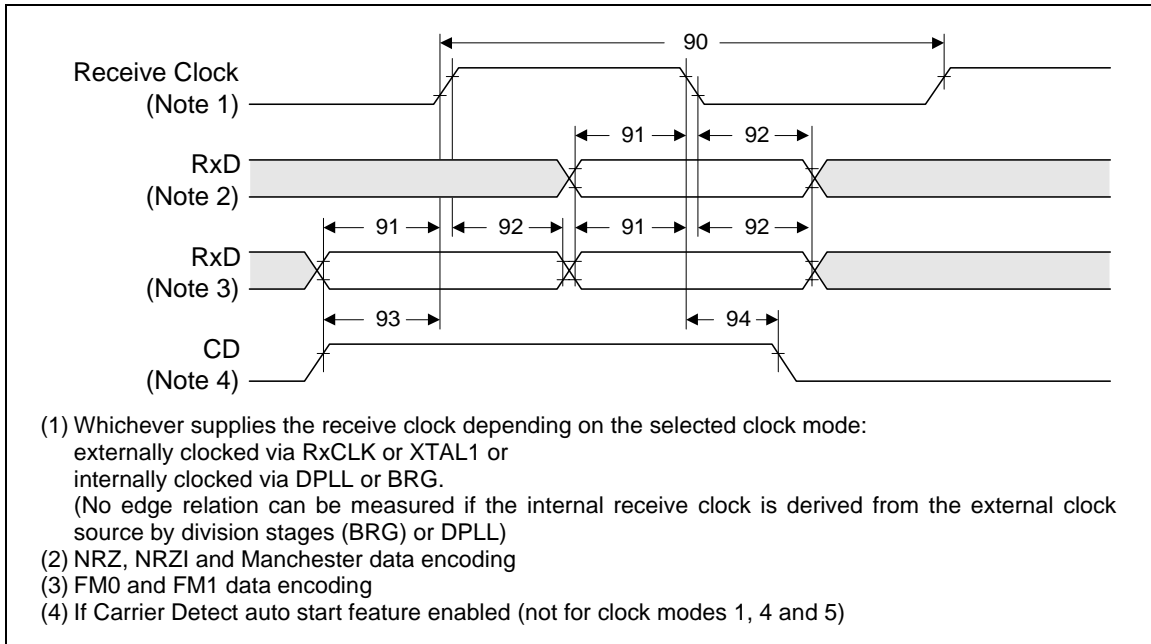 90
Receive Clock
(Note 1)
91
92
RxD
(Note 2)
91
92
91
92
RxD
(Note 3)
93
94
CD
(Note 4)
(1) Whichever supplies the receive clock depending on the selected clock mode:
externally clocked via RxCLK or XTAL1 or
internally clocked via DPLL or BRG.
(No edge relation can be measured if the internal receive clock is derived from the external clock
source by division stages (BRG) or DPLL)
(2) NRZ, NRZI and Manchester data encoding
(3) FM0 and FM1 data encoding
(4) If Carrier Detect auto start feature enabled (not for clock modes 1, 4 and 5)